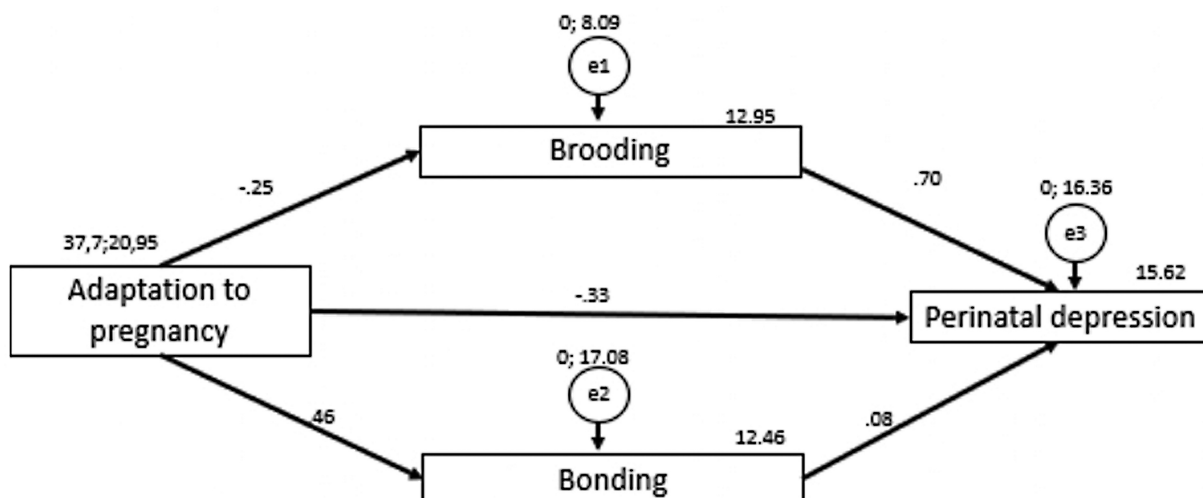 0; 8.09
e1
12.95
Brooding
-.25
.70
0; 16.36
e3
37,7;20,95
15.62
Adaptation to
pregnancy
-.33
Perinatal depression
0; 17.08
e2
.46
.08
12.46
Bonding